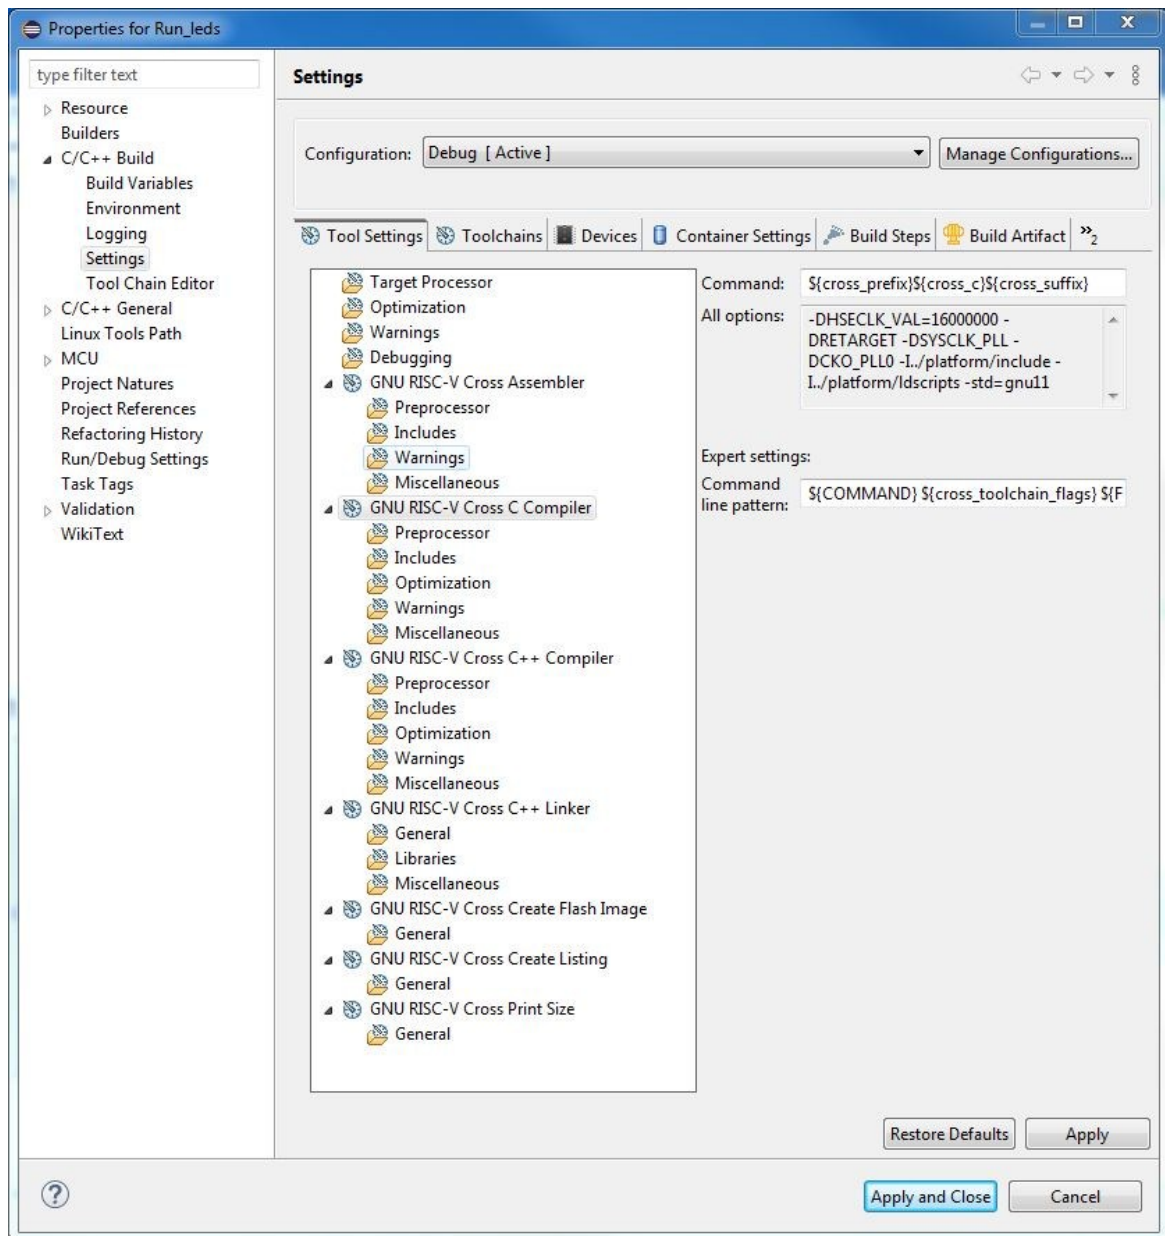 Properties for Run_leds
type filter text
Resource
Builders
C/C++ Build
Build Variables
Environment
Logging
Settings
Tool Chain Editor
C/C++ General
Linux Tools Path
MCU
Project Natures
Project References
Refactoring History
Run/Debug Settings
Task Tags
Validation
WikiText
Settings
Configuration: Debug [ Active ] Manage Configurations...
Tool Settings Toolchains Devices Container Settings Build Steps Build Artifact »2
Target Processor
Optimization
Warnings
Debugging
GNU RISC-V Cross Assembler
Preprocessor
Includes
Warnings
Miscellaneous
GNU RISC-V Cross C Compiler
Preprocessor
Includes
Optimization
Warnings
Miscellaneous
GNU RISC-V Cross C++ Compiler
Preprocessor
Includes
Optimization
Warnings
Miscellaneous
GNU RISC-V Cross C++ Linker
General
Libraries
Miscellaneous
GNU RISC-V Cross Create Flash Image
General
GNU RISC-V Cross Create Listing
General
GNU RISC-V Cross Print Size
General
Command: ${cross_prefix}${cross_c}${cross_suffix}
All options: -DHSECLK_VAL=16000000 -
DRETARGET -DSYSCLK_PLL -
DCKO_PLL0 -I../platform/include -
I../platform/ldscripts -std=gnu11
Expert settings:
Command
line pattern: ${COMMAND} ${cross_toolchain_flags} ${F
Restore Defaults Apply
? Apply and Close Cancel